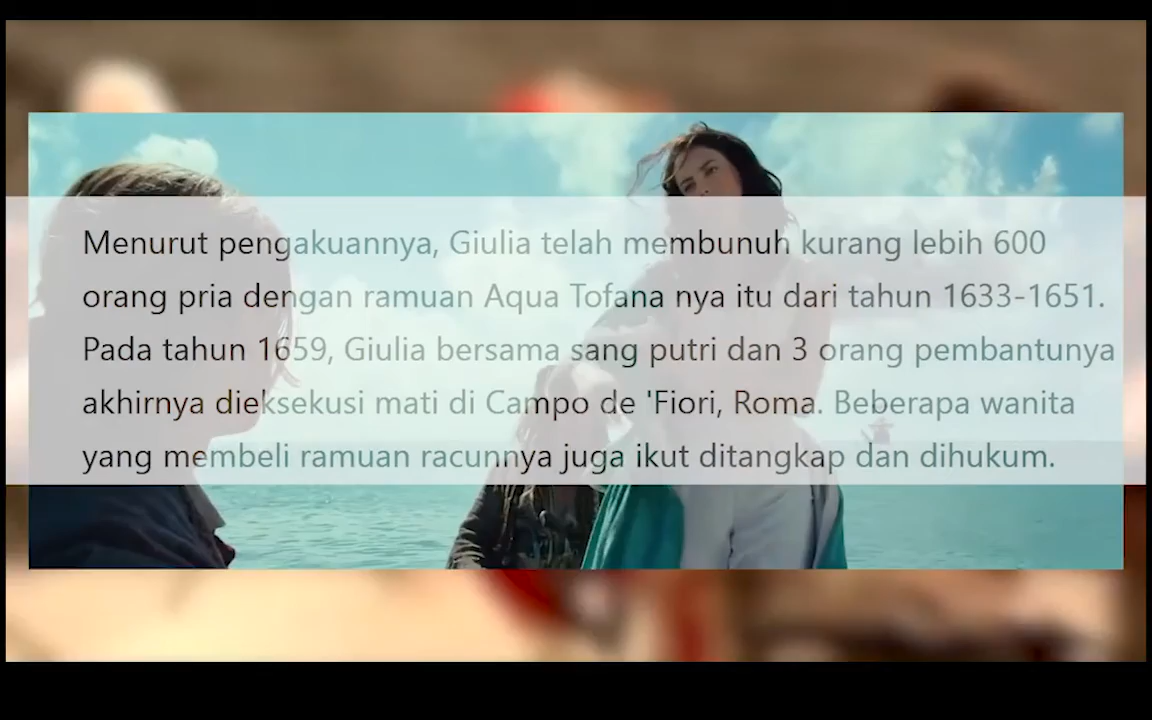 Menurut pengakuannya, Giulia telah membunuh kurang lebih 600
orang pria dengan ramuan Aqua Tofana nya itu dari tahun 1633-1651.
Pada tahun 1659, Giulia bersama sang putri dan 3 orang pembantunya
akhirnya dieksekusi mati di Campo de 'Fiori, Roma. Beberapa wanita
yang membeli ramuan racunnya juga ikut ditangkap dan dihukum.